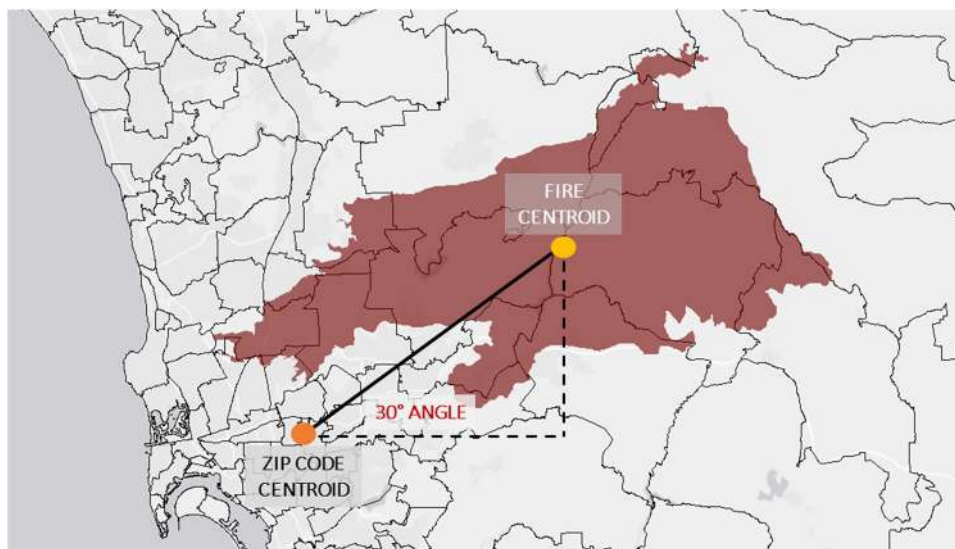 FIRE
CENTROID
30° ANGLE
ZIP CODE
CENTROID